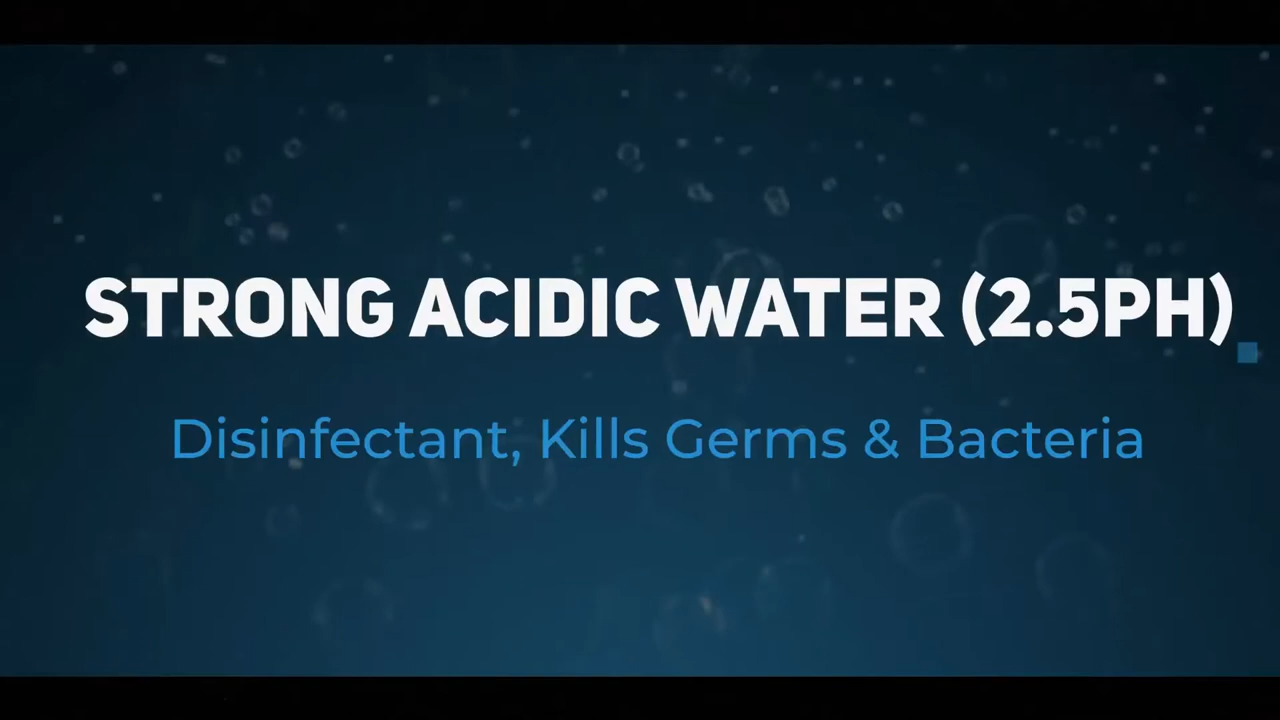 STRONG ACIDIC WATER (2.5PH)
Disinfectant, Kills Germs & Bacteria